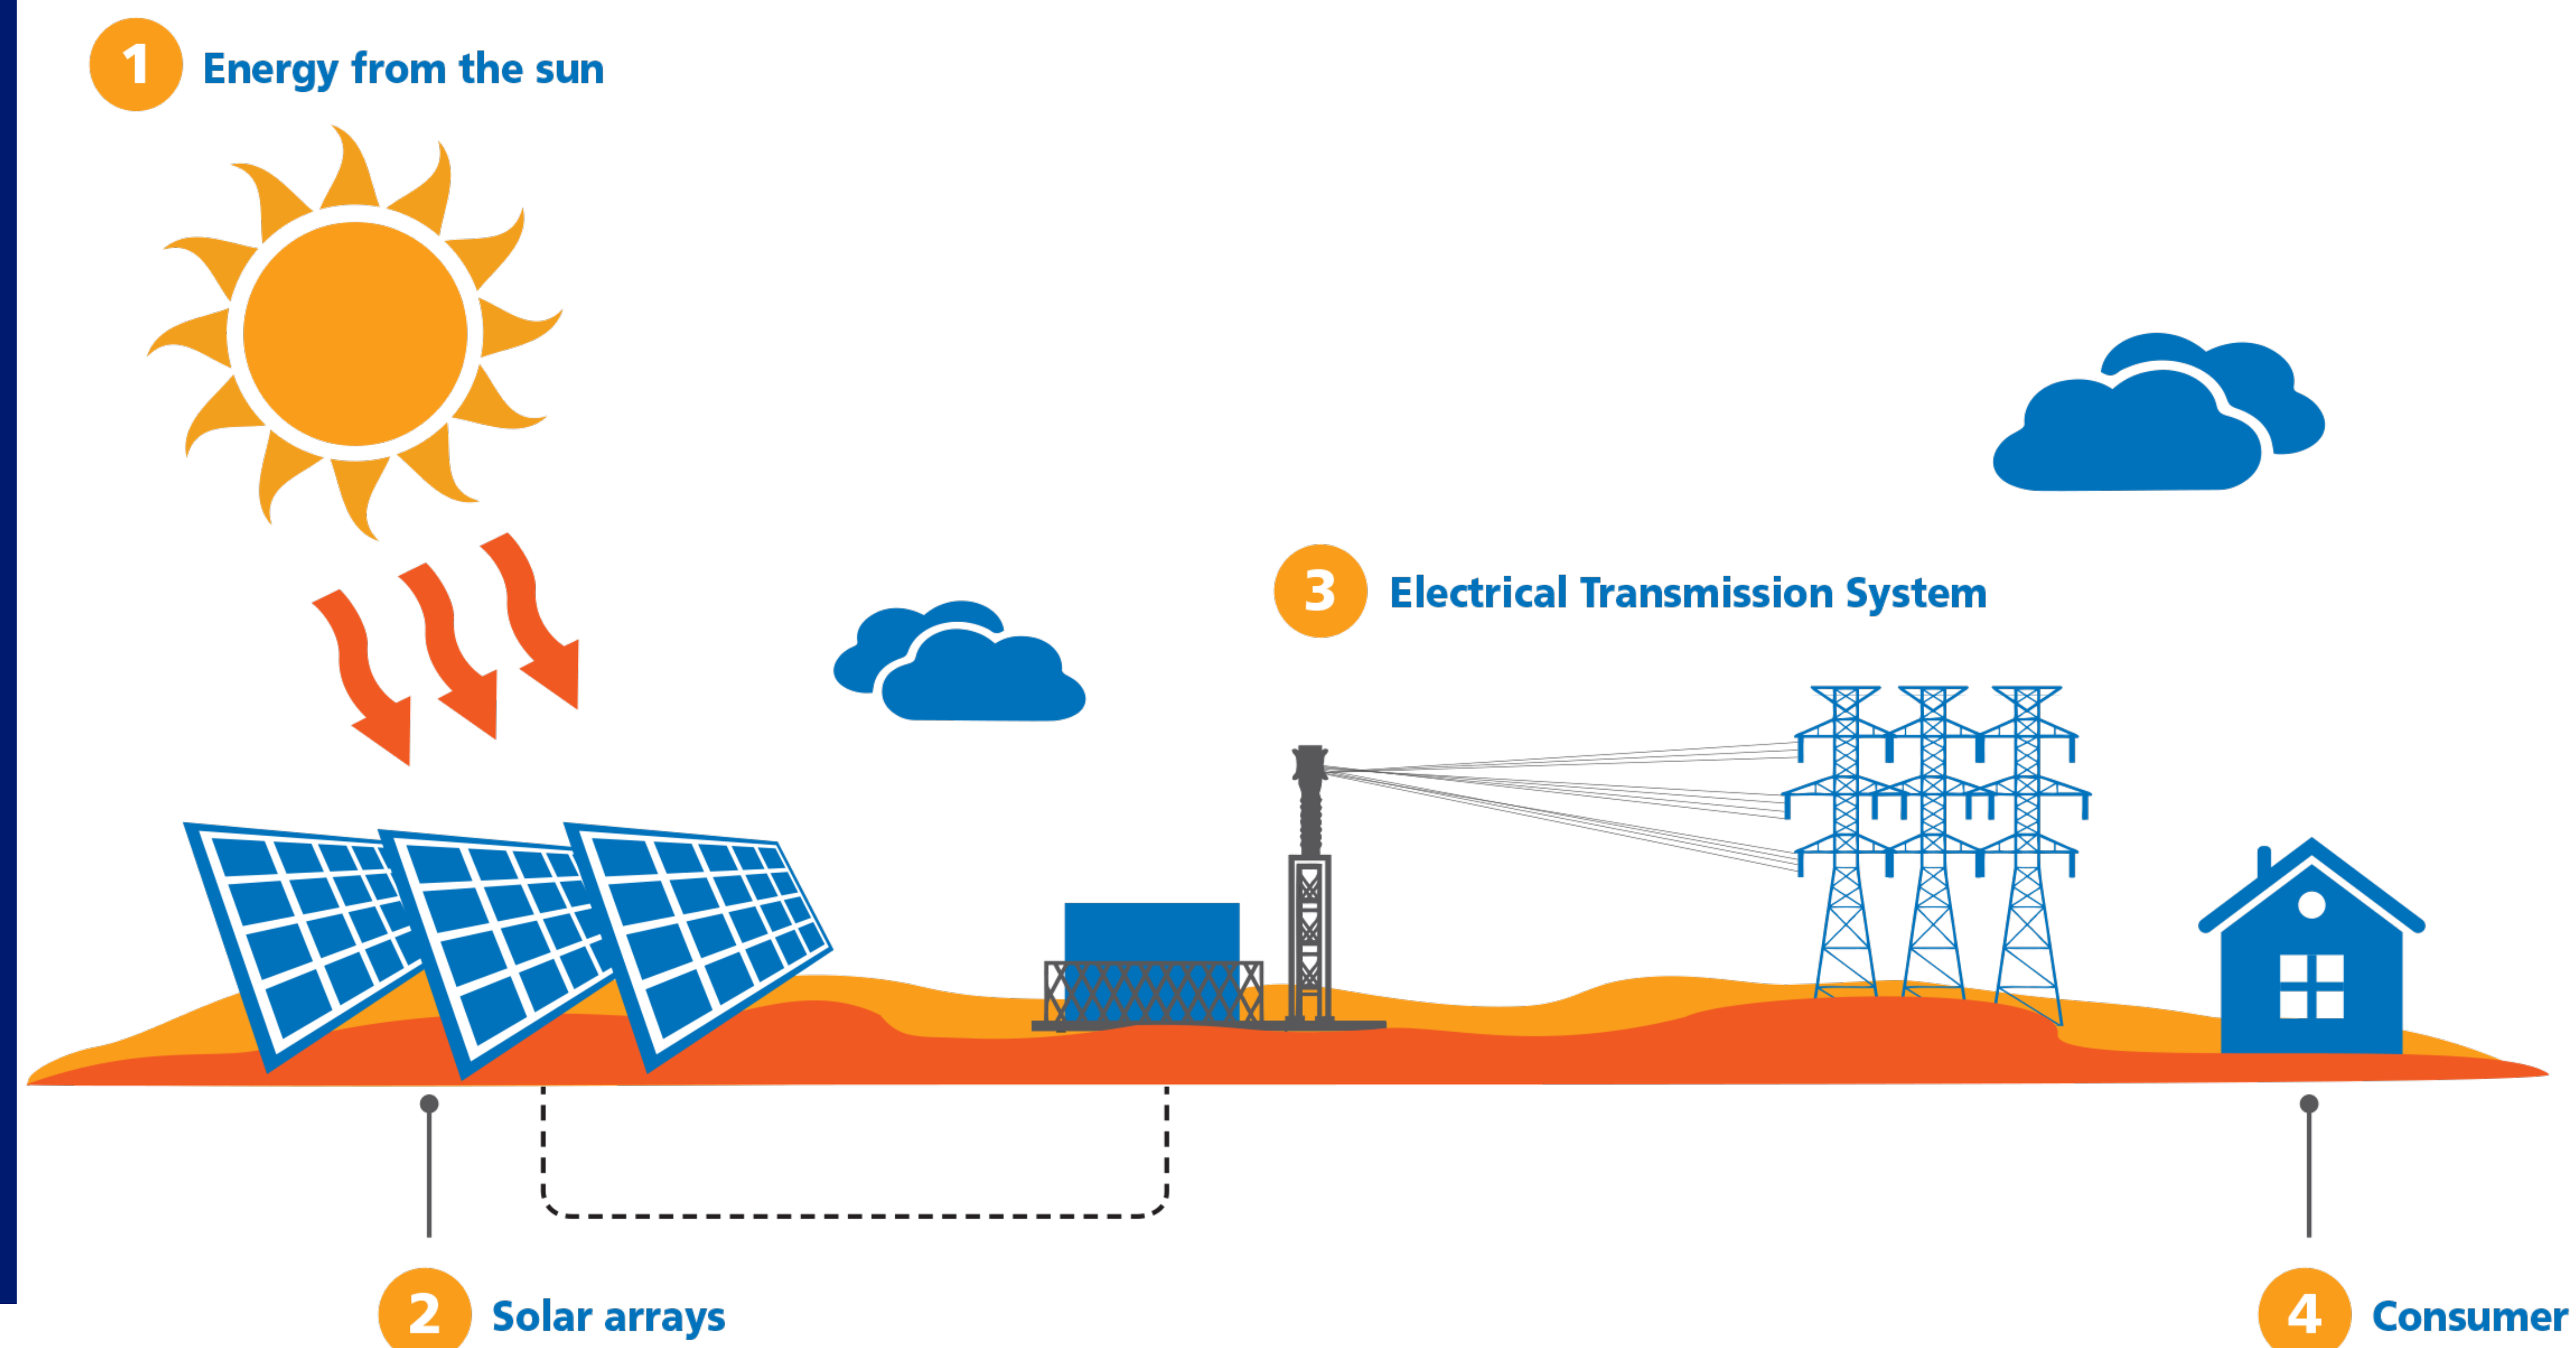 1 Energy from the sun
3 Electrical Transmission System
2 Solar arrays
4 Consumer